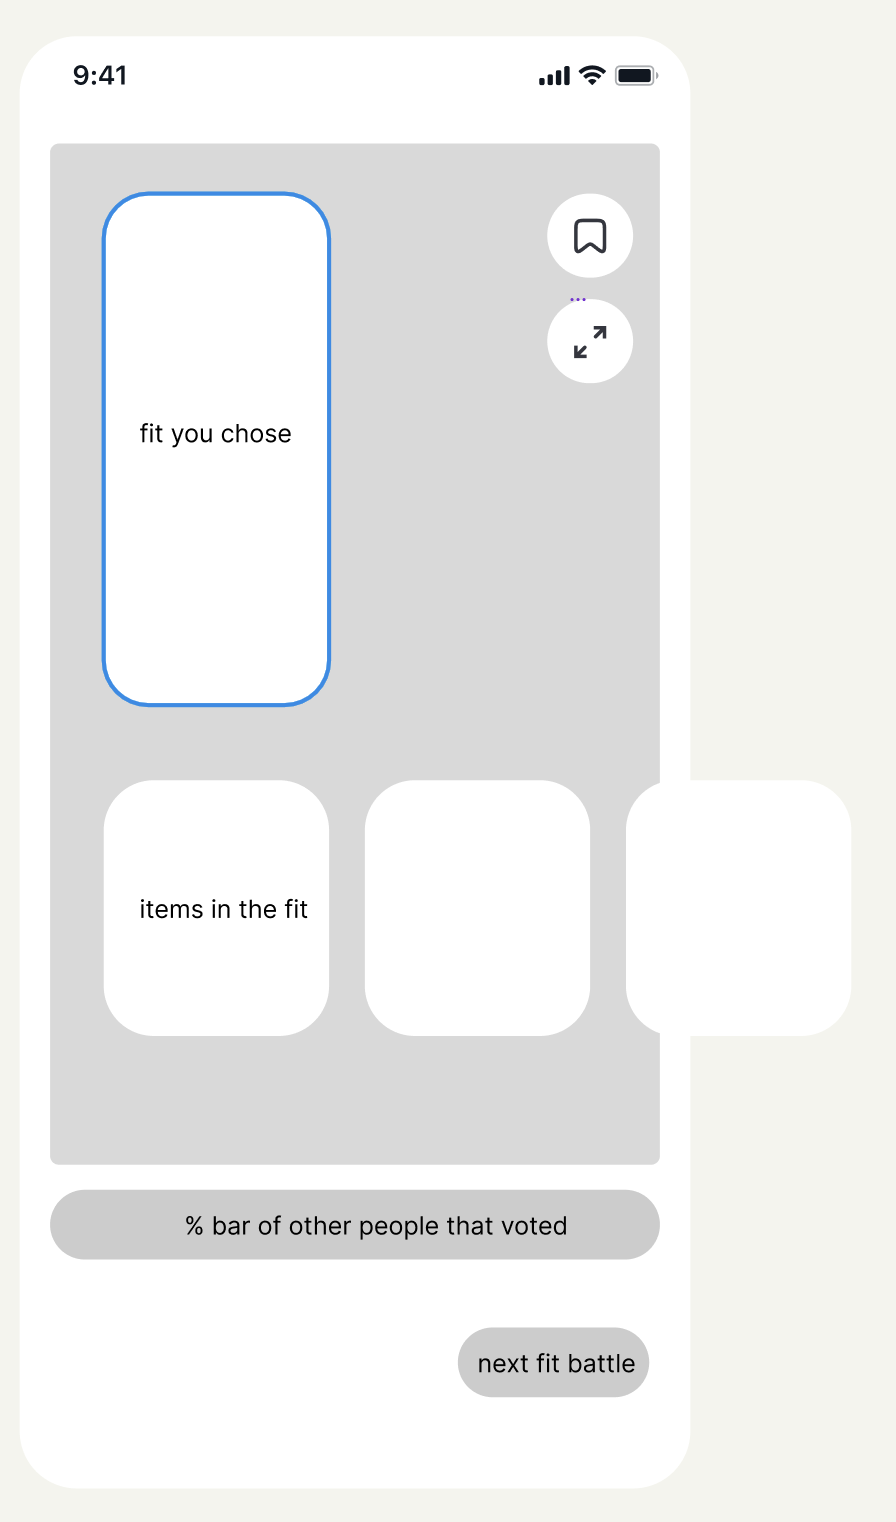 9:41
fit you chose
items in the fit
% bar of other people that voted
next fit battle